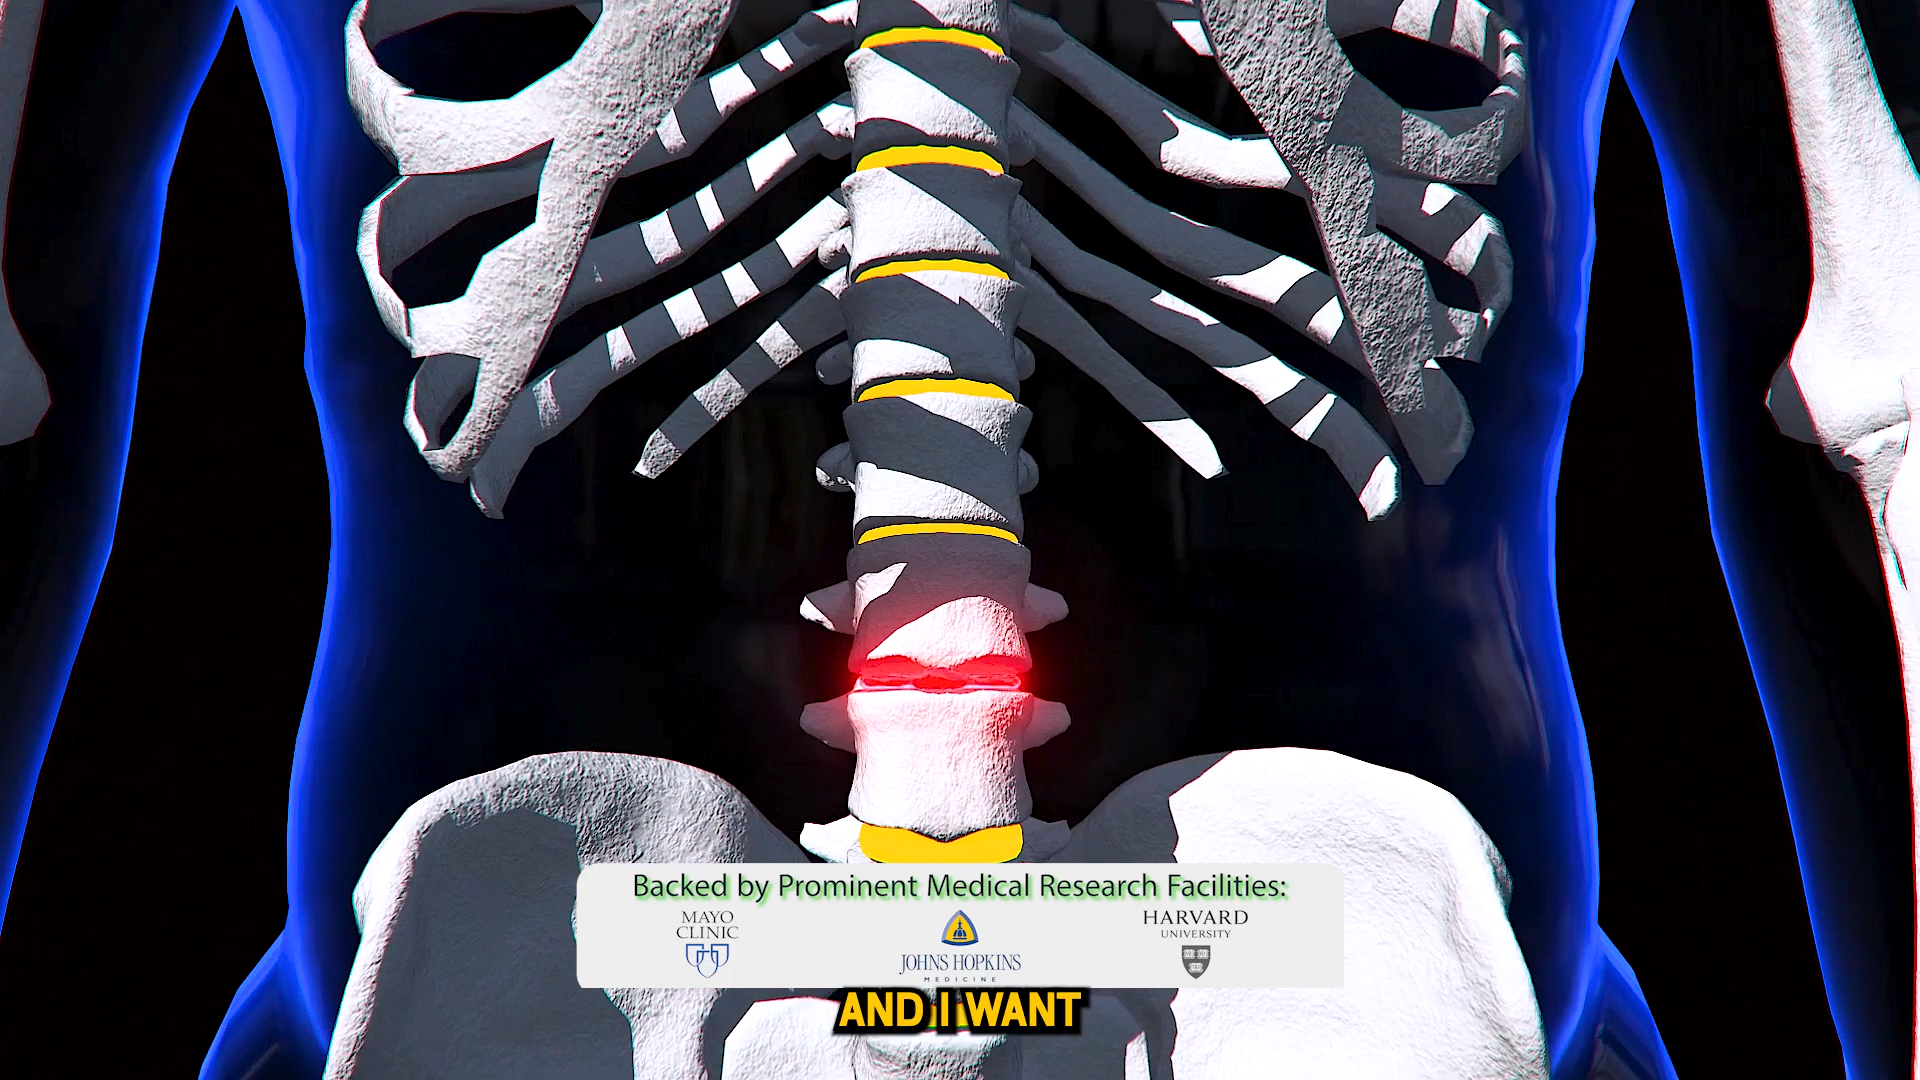 Backed by Prominent Medical Research Facilities:
MAYO
CLINIC
JOHNS HOPKINS
MEDICINE
HARVARD
UNIVERSITY
AND I WANT